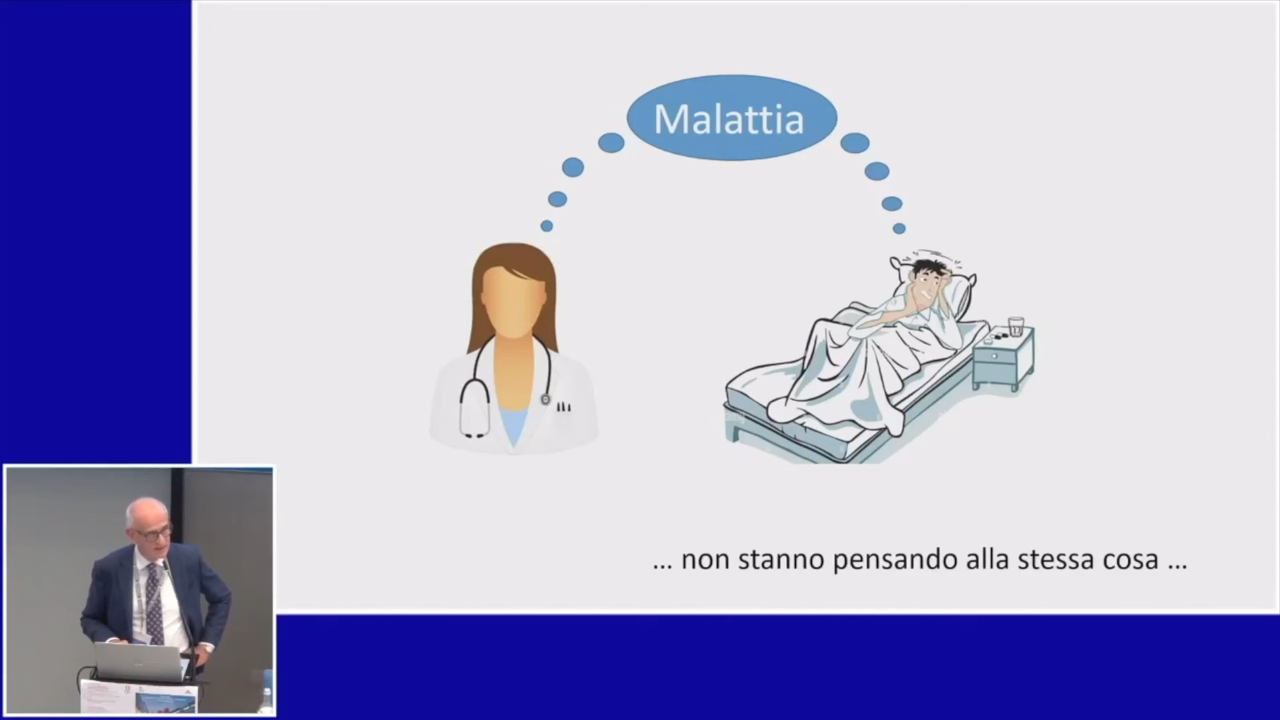 Malattia
... non stanno pensando alla stessa cosa ...